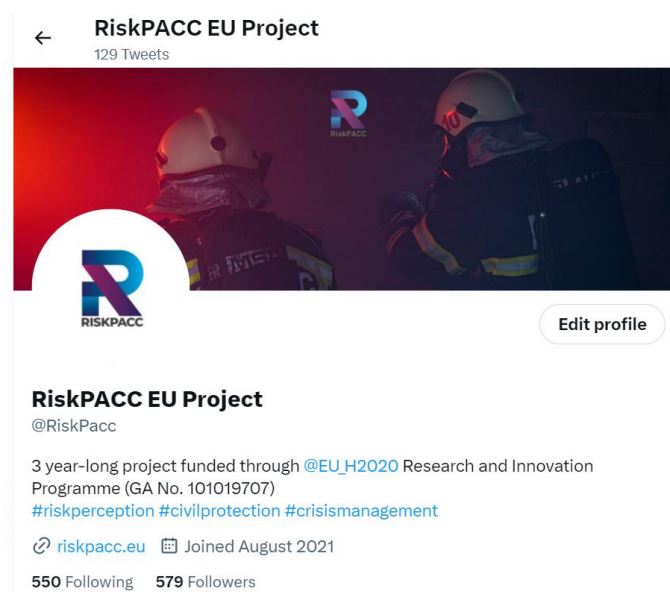 RiskPACC EU Project
129 Tweets
RiskPACC
10
RISKPACC
Edit profile
RiskPACC EU Project
@RiskPacc
3 year-long project funded through @EU_H2020 Research and Innovation
Programme (GA No. 101019707)
#riskperception #civilprotection #crisismanagement
riskpacc.eu Joined August 2021
550 Following 579 Followers